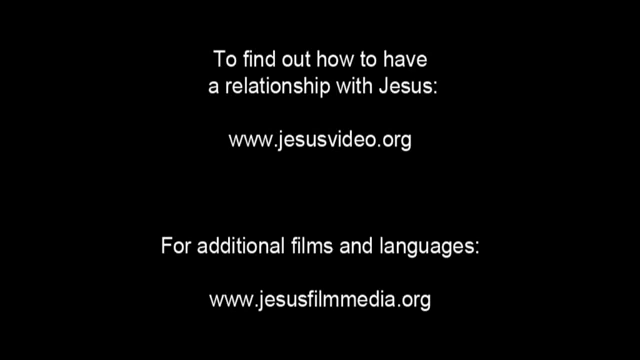 To find out how to have
a relationship with Jesus:
www.jesusvideo.org
For additional films and languages:
www.jesusfilmmedia.org